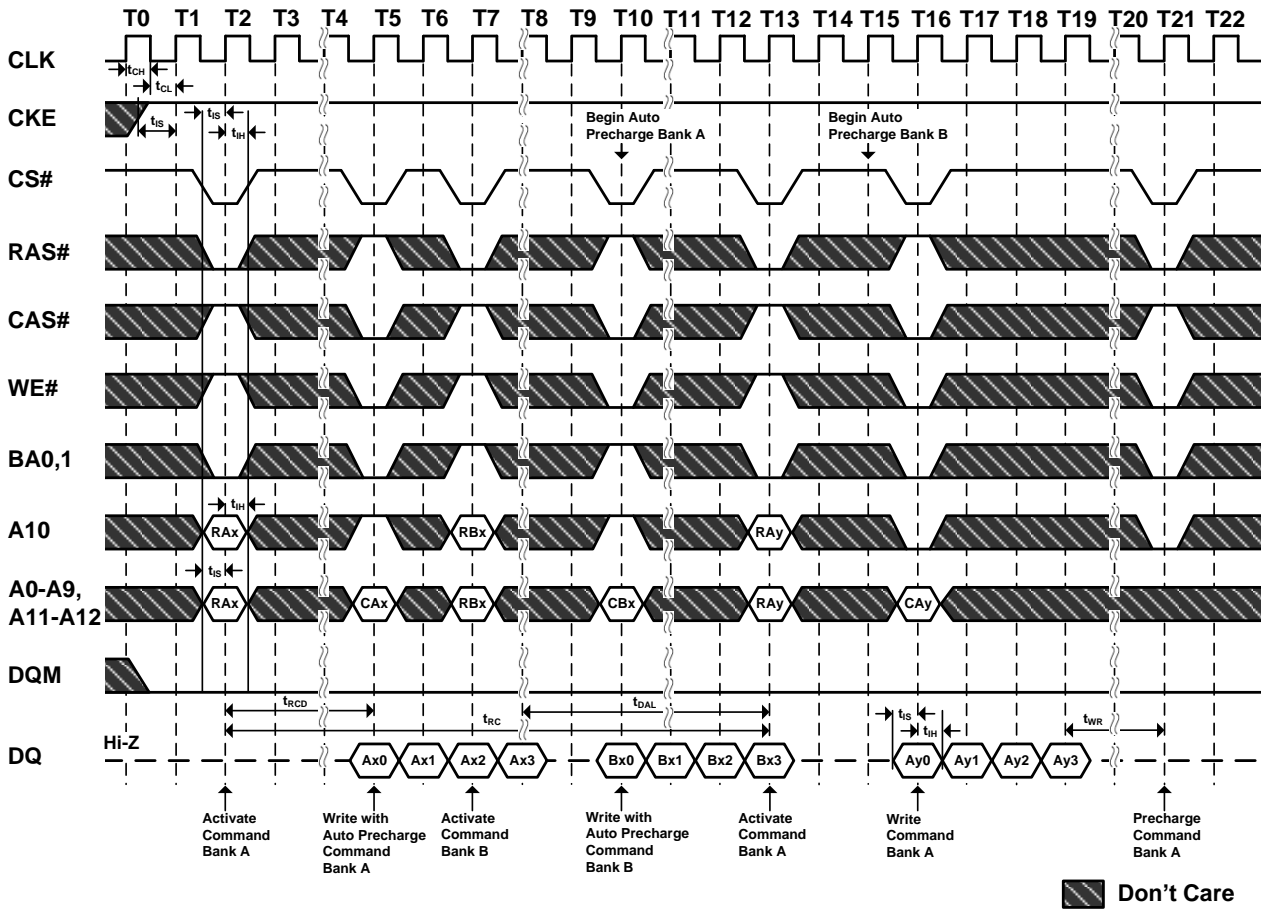 T0 T1 T2 T3 T4 T5 T6 T7 T8 T9 T10 T11 T12 T13 T14 T15 T16 T17 T18 T19 T20 T21 T22
CLK
tCH
tCL
CKE
tIS
tIS
tIH
Begin Auto
Precharge Bank A
Begin Auto
Precharge Bank B
CS#
RAS#
CAS#
WE#
BA0,1
tIH
A10
RAx RBx RAy
tIS
A0-A9,
A11-A12
RAx CAx RBx CBx RAy CAy
DQM
tRCD
tRC
tDAL
tIS
tIH
tWR
Hi-Z
DQ
Ax0 Ax1 Ax2 Ax3 Bx0 Bx1 Bx2 Bx3 Ay0 Ay1 Ay2 Ay3
Activate
Command
Bank A
Write with
Auto Precharge
Command
Bank A
Activate
Command
Bank B
Write with
Auto Precharge
Command
Bank B
Activate
Command
Bank A
Write
Command
Bank A
Precharge
Command
Bank A
Don't Care